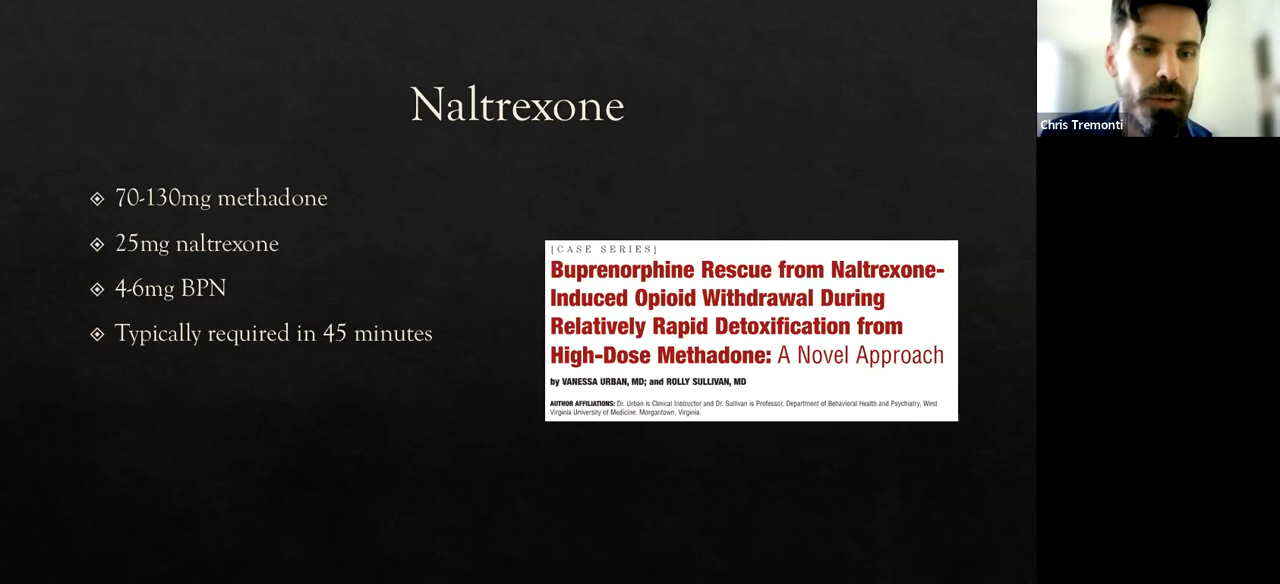 Naltrexone
70-130mg methadone
25mg naltrexone
4-6mg BPN
Typically required in 45 minutes
[CASE SERIES]
Buprenorphine Rescue from Naltrexone-
Induced Opioid Withdrawal During
Relatively Rapid Detoxification from
High-Dose Methadone: A Novel Approach
by VANESSA URBAN, MD; and ROLLY SULLIVAN, MD
AUTHOR AFFILIATIONS: Dr. Urban is Clinical Instructor and Dr. Sullivan is Professor, Department of Behavioral Health and Psychiatry, West
Virginia University of Medicine, Morgantown, Virginia.
Chris Tremonti